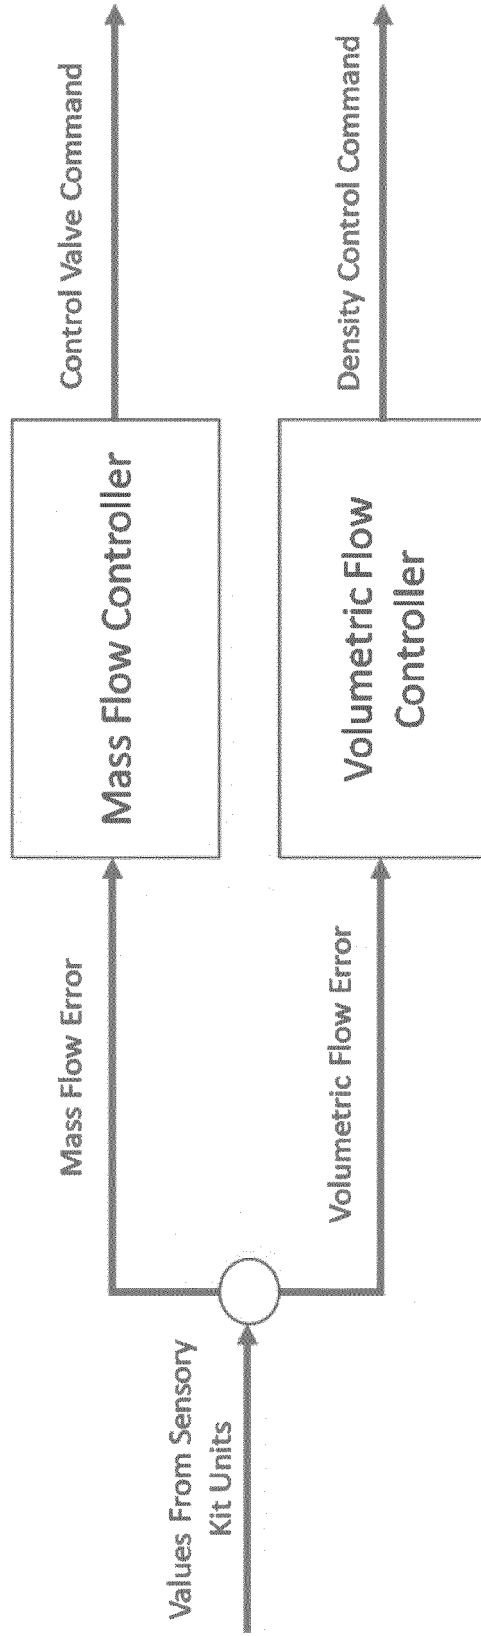 Values From Sensory
Kit Units
Mass Flow Error
Volumetric Flow Error
Mass Flow Controller
Volumetric Flow
Controller
Control Valve Command
Density Control Command